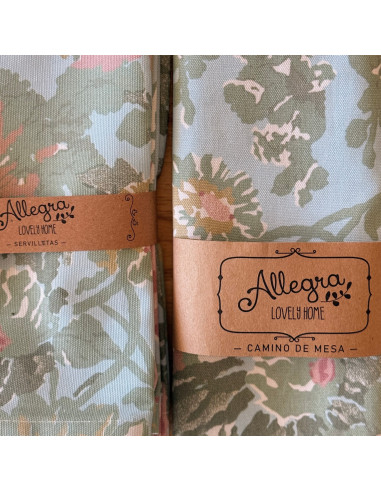 Allegra
LOVELY HOME
- SERVILLETAS -
Allegra
LOVELY HOME
- CAMINO DE MESA -